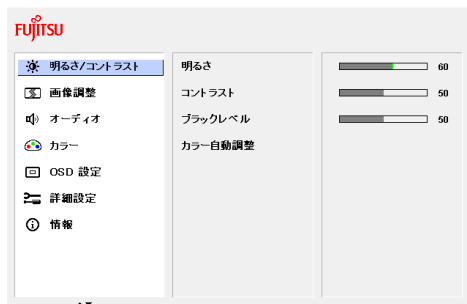 FUJITSU
明るさ/コントラスト
画像調整
オーディオ
カラー
OSD 設定
詳細設定
情報
明るさ 60
コントラスト 50
ブラックレベル 50
カラー自動調整